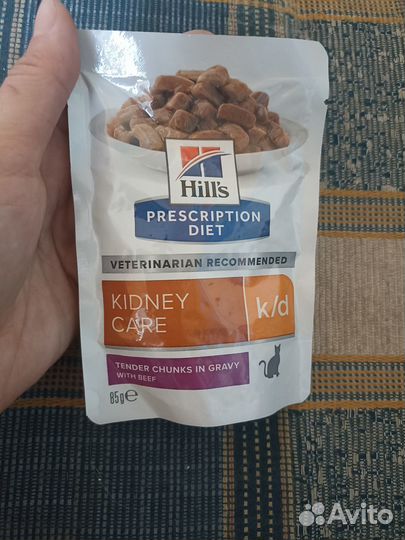 Hill's
PRESCRIPTION
DIET
VETERINARIAN RECOMMENDED
KIDNEY
CARE
k/d
TENDER CHUNKS IN GRAVY
WITH BEEF
85g℮
Avito